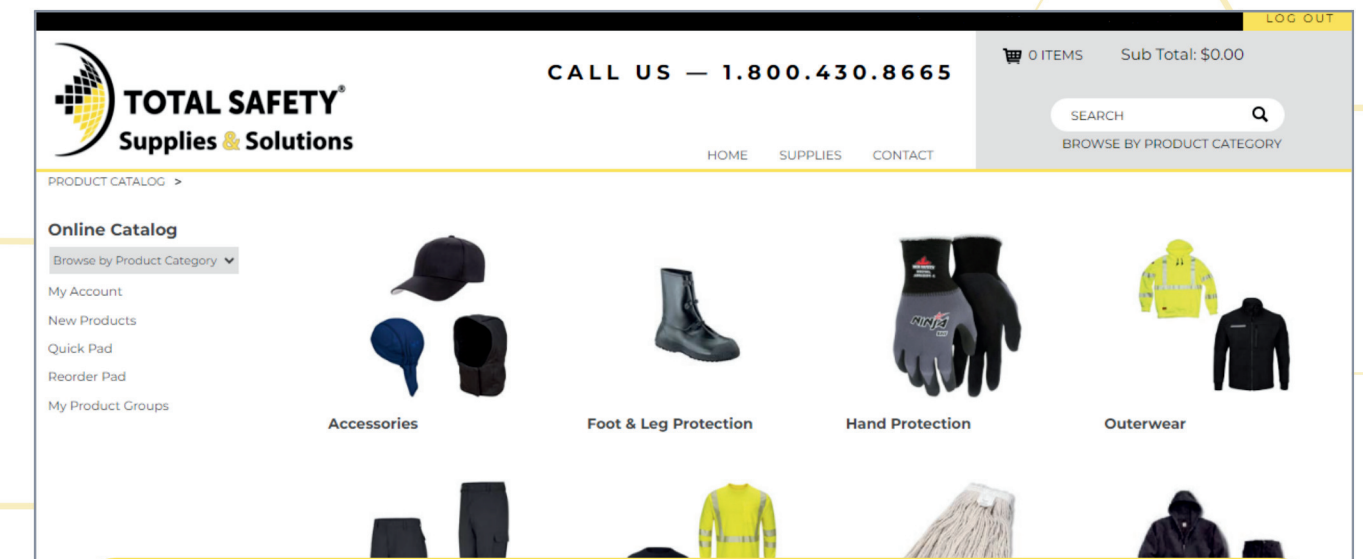 LOG OUT
TOTAL SAFETY®
Supplies & Solutions
CALL US — 1.800.430.8665
0 ITEMS Sub Total: $0.00
SEARCH
BROWSE BY PRODUCT CATEGORY
HOME SUPPLIES CONTACT
PRODUCT CATALOG >
Online Catalog
Browse by Product Category
My Account
New Products
Quick Pad
Reorder Pad
My Product Groups
NINJA
Accessories
Foot & Leg Protection
Hand Protection
Outerwear